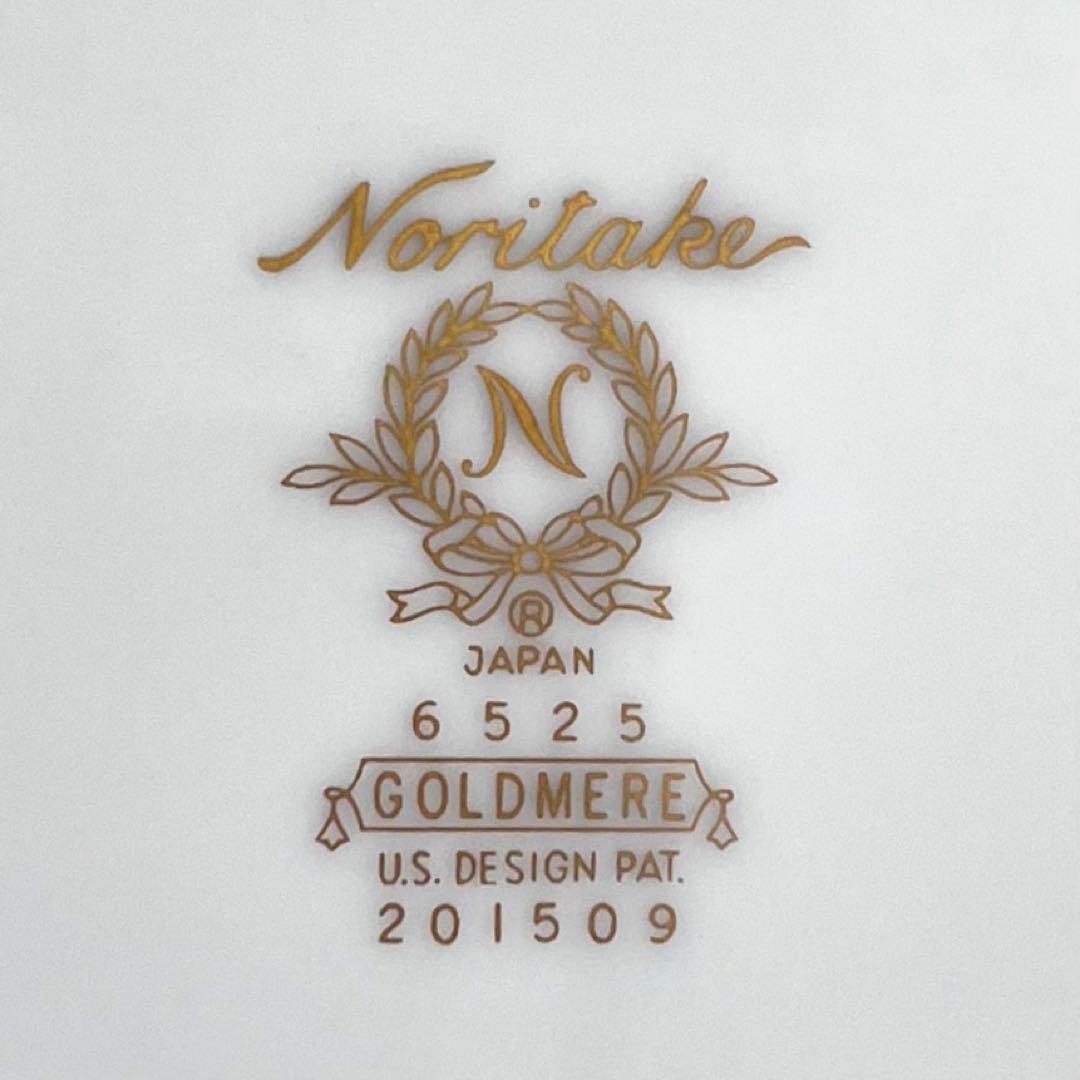 Noritake
N
®
JAPAN
6525
GOLDMERE
U.S. DESIGN PAT.
201509